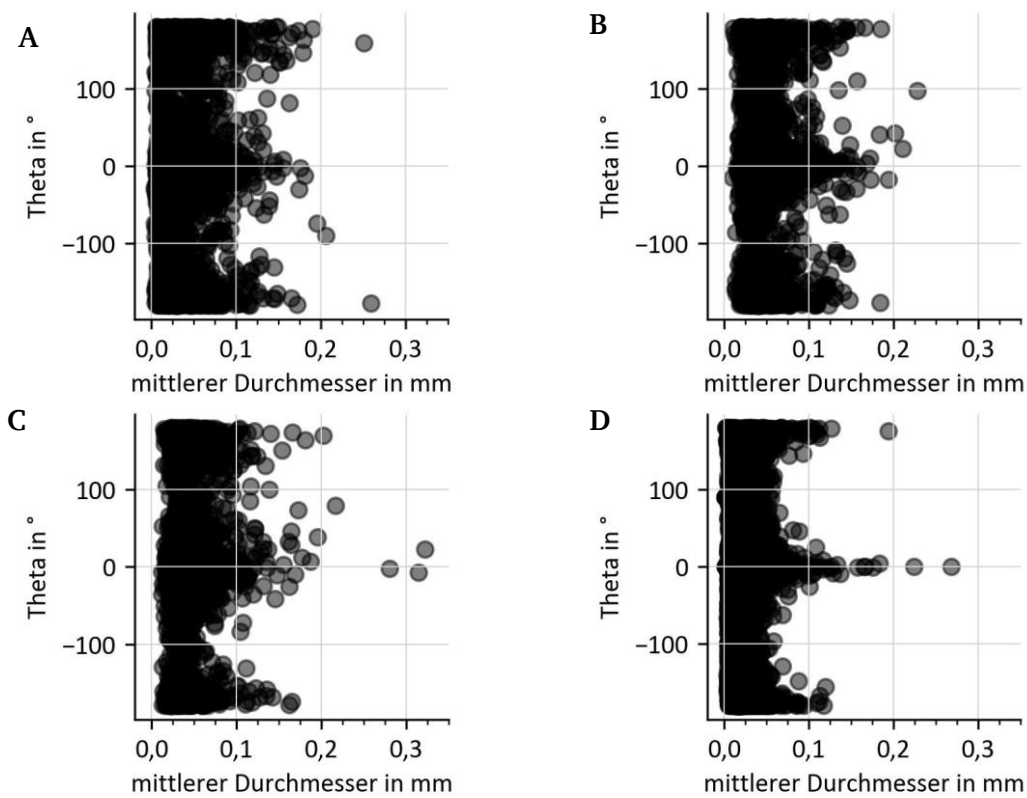 A
Theta in °
100
0
−100
0,0 0,1 0,2 0,3
mittlerer Durchmesser in mm
B
Theta in °
100
0
−100
0,0 0,1 0,2 0,3
mittlerer Durchmesser in mm
C
Theta in °
100
0
−100
0,0 0,1 0,2 0,3
mittlerer Durchmesser in mm
D
Theta in °
100
0
−100
0,0 0,1 0,2 0,3
mittlerer Durchmesser in mm